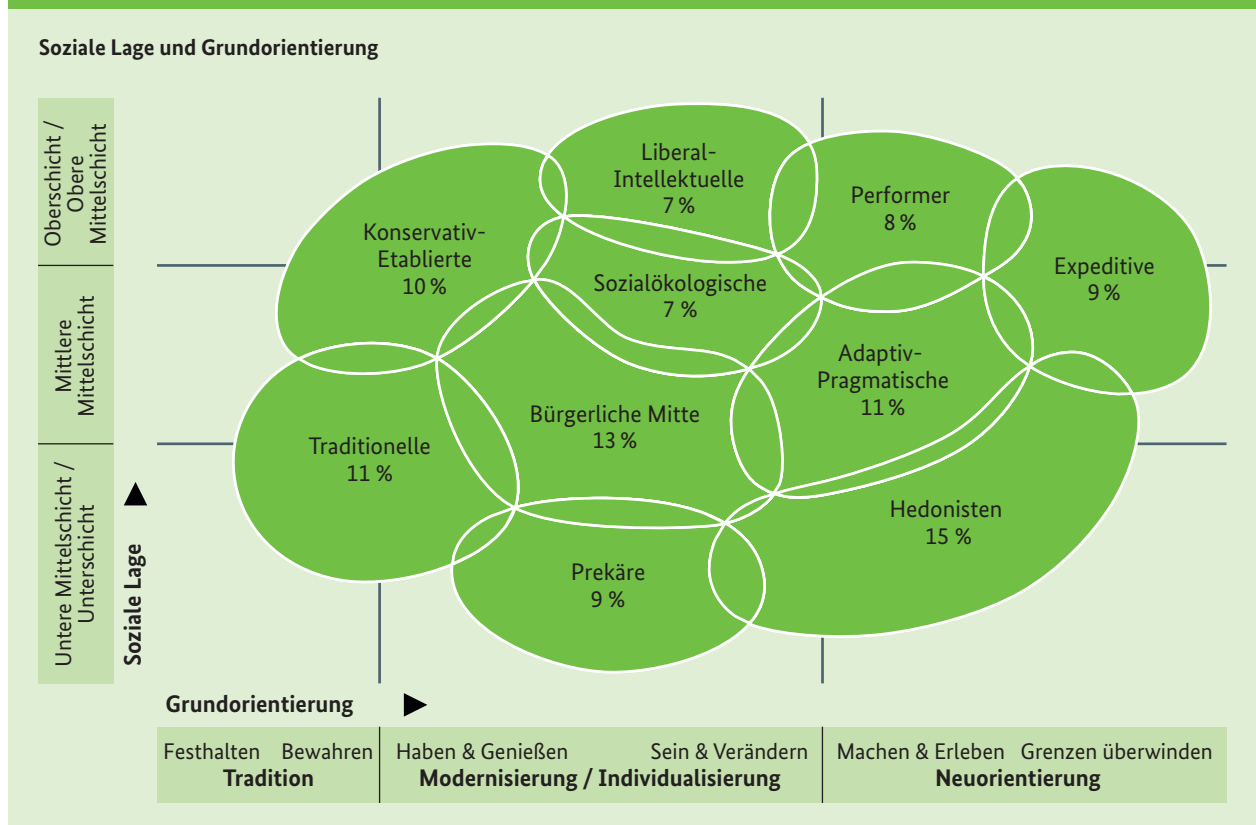 Soziale Lage und Grundorientierung
Oberschicht /
Obere
Mittelschicht
Mittlere
Mittelschicht
Untere Mittelschicht /
Unterschicht
Soziale Lage
Liberal-
Intellektuelle
7 %
Performer
8 %
Konservativ-
Etablierte
10 %
Sozialökologische
7 %
Expeditive
9 %
Adaptiv-
Pragmatische
11 %
Bürgerliche Mitte
13 %
Traditionelle
11 %
Hedonisten
15 %
Prekäre
9 %
Grundorientierung
Festhalten Bewahren
Tradition
Haben & Genießen Sein & Verändern
Modernisierung / Individualisierung
Machen & Erleben Grenzen überwinden
Neuorientierung